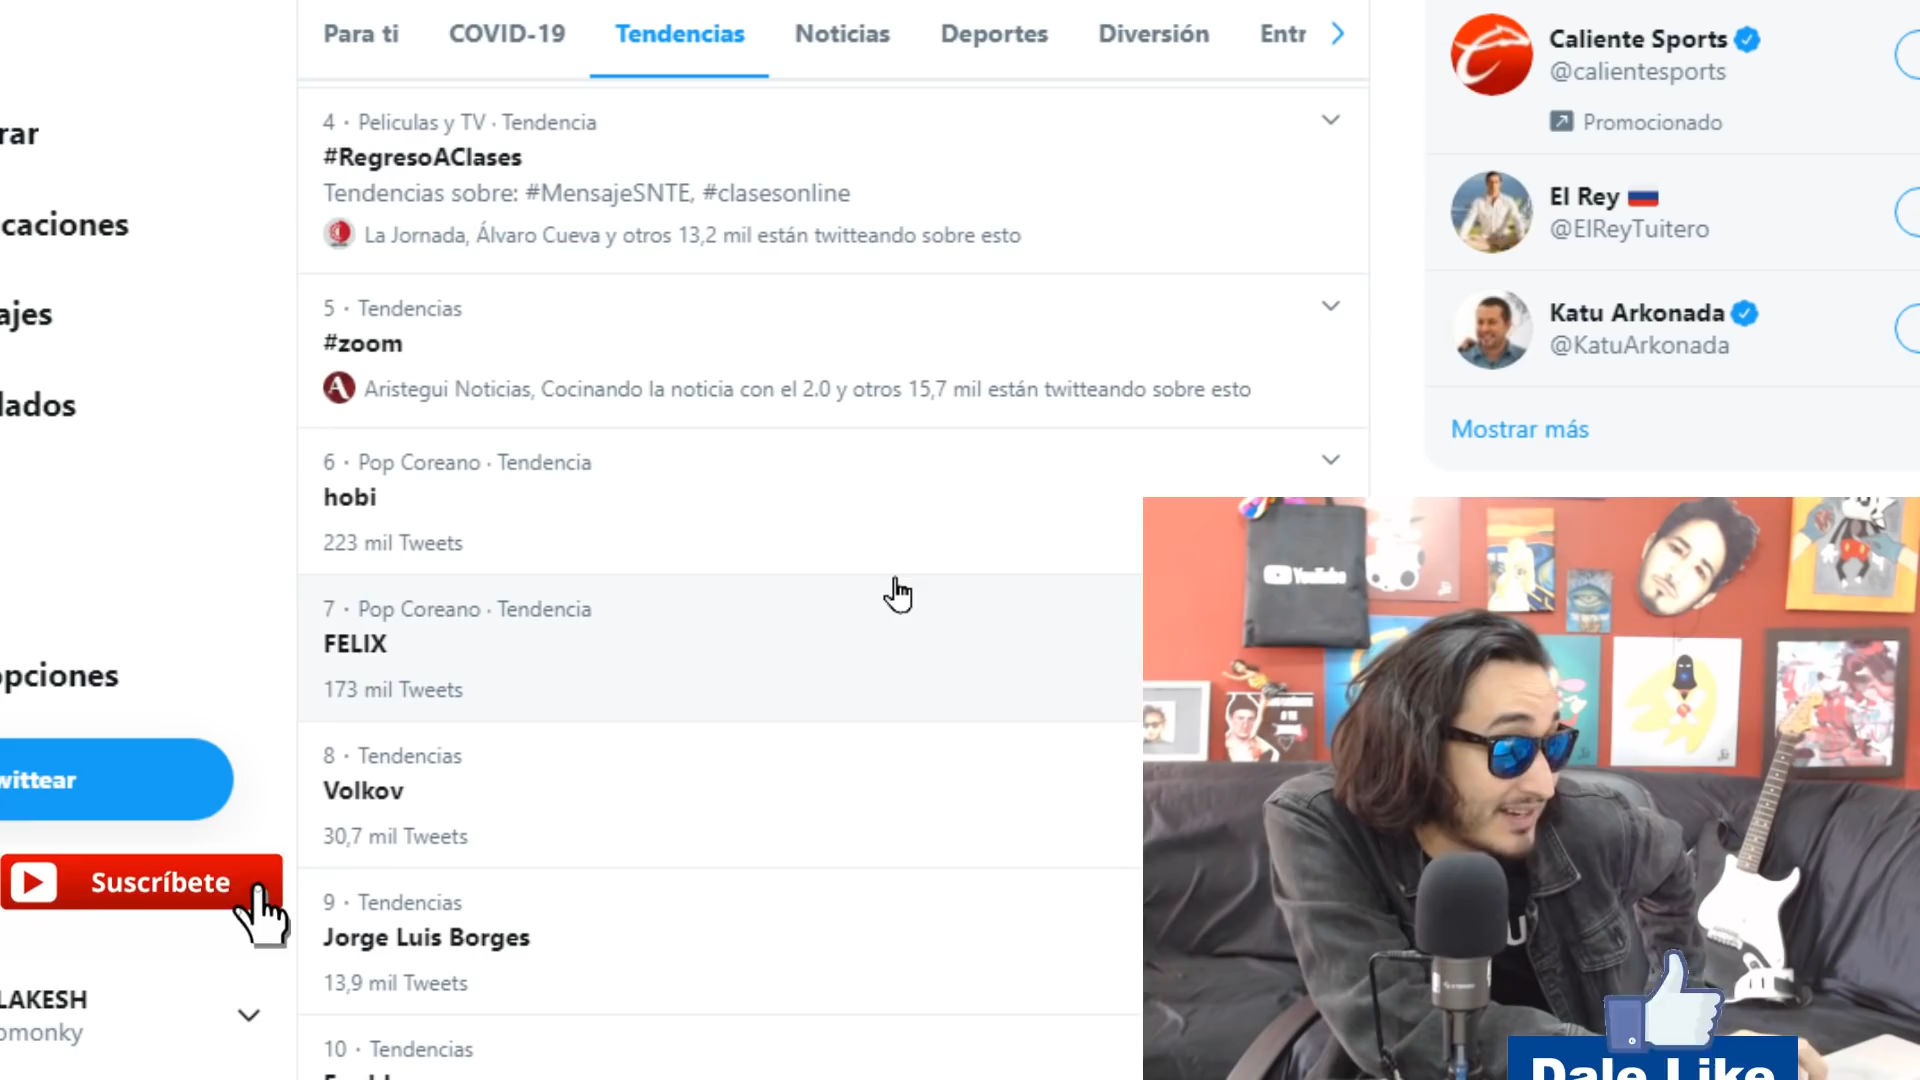 Para ti COVID-19 Tendencias Noticias Deportes Diversión Entr
rar
caciones
ajes
lados
opciones
wittear
Suscríbete
LAKESH
omonky
4 · Peliculas y TV · Tendencia
#RegresoAClases
Tendencias sobre: #MensajeSNTE, #clasesonline
La Jornada, Álvaro Cueva y otros 13,2 mil están twitteando sobre esto
5 · Tendencias
#zoom
Aristegui Noticias, Cocinando la noticia con el 2.0 y otros 15,7 mil están twitteando sobre esto
6 · Pop Coreano · Tendencia
hobi
223 mil Tweets
7 · Pop Coreano · Tendencia
FELIX
173 mil Tweets
8 · Tendencias
Volkov
30,7 mil Tweets
9 · Tendencias
Jorge Luis Borges
13,9 mil Tweets
10 · Tendencias
Caliente Sports
@calientesports
Promocionado
El Rey
@ElReyTuitero
Katu Arkonada
@KatuArkonada
Mostrar más
YouTube
Dale Like